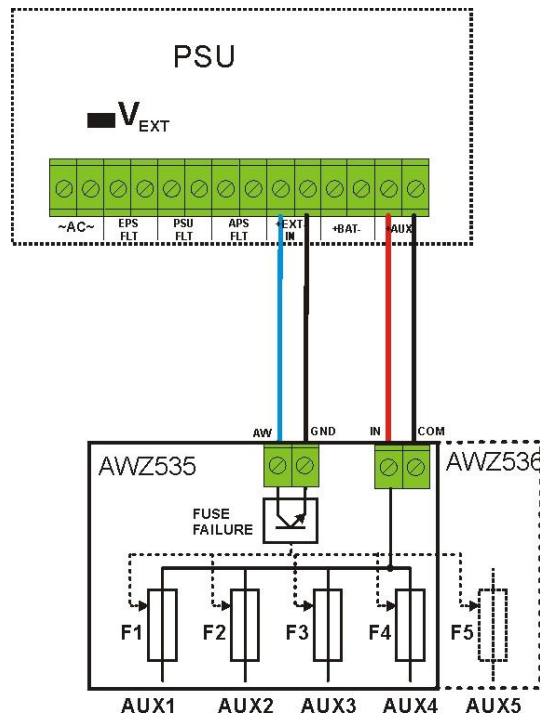 PSU
VEXT
~AC~ EPS FLT PSU FLT APS FLT +EXT- IN +BAT- +AUX-
AW GND IN COM
AWZ535 AWZ536
FUSE
FAILURE
F1 F2 F3 F4 F5
AUX1 AUX2 AUX3 AUX4 AUX5